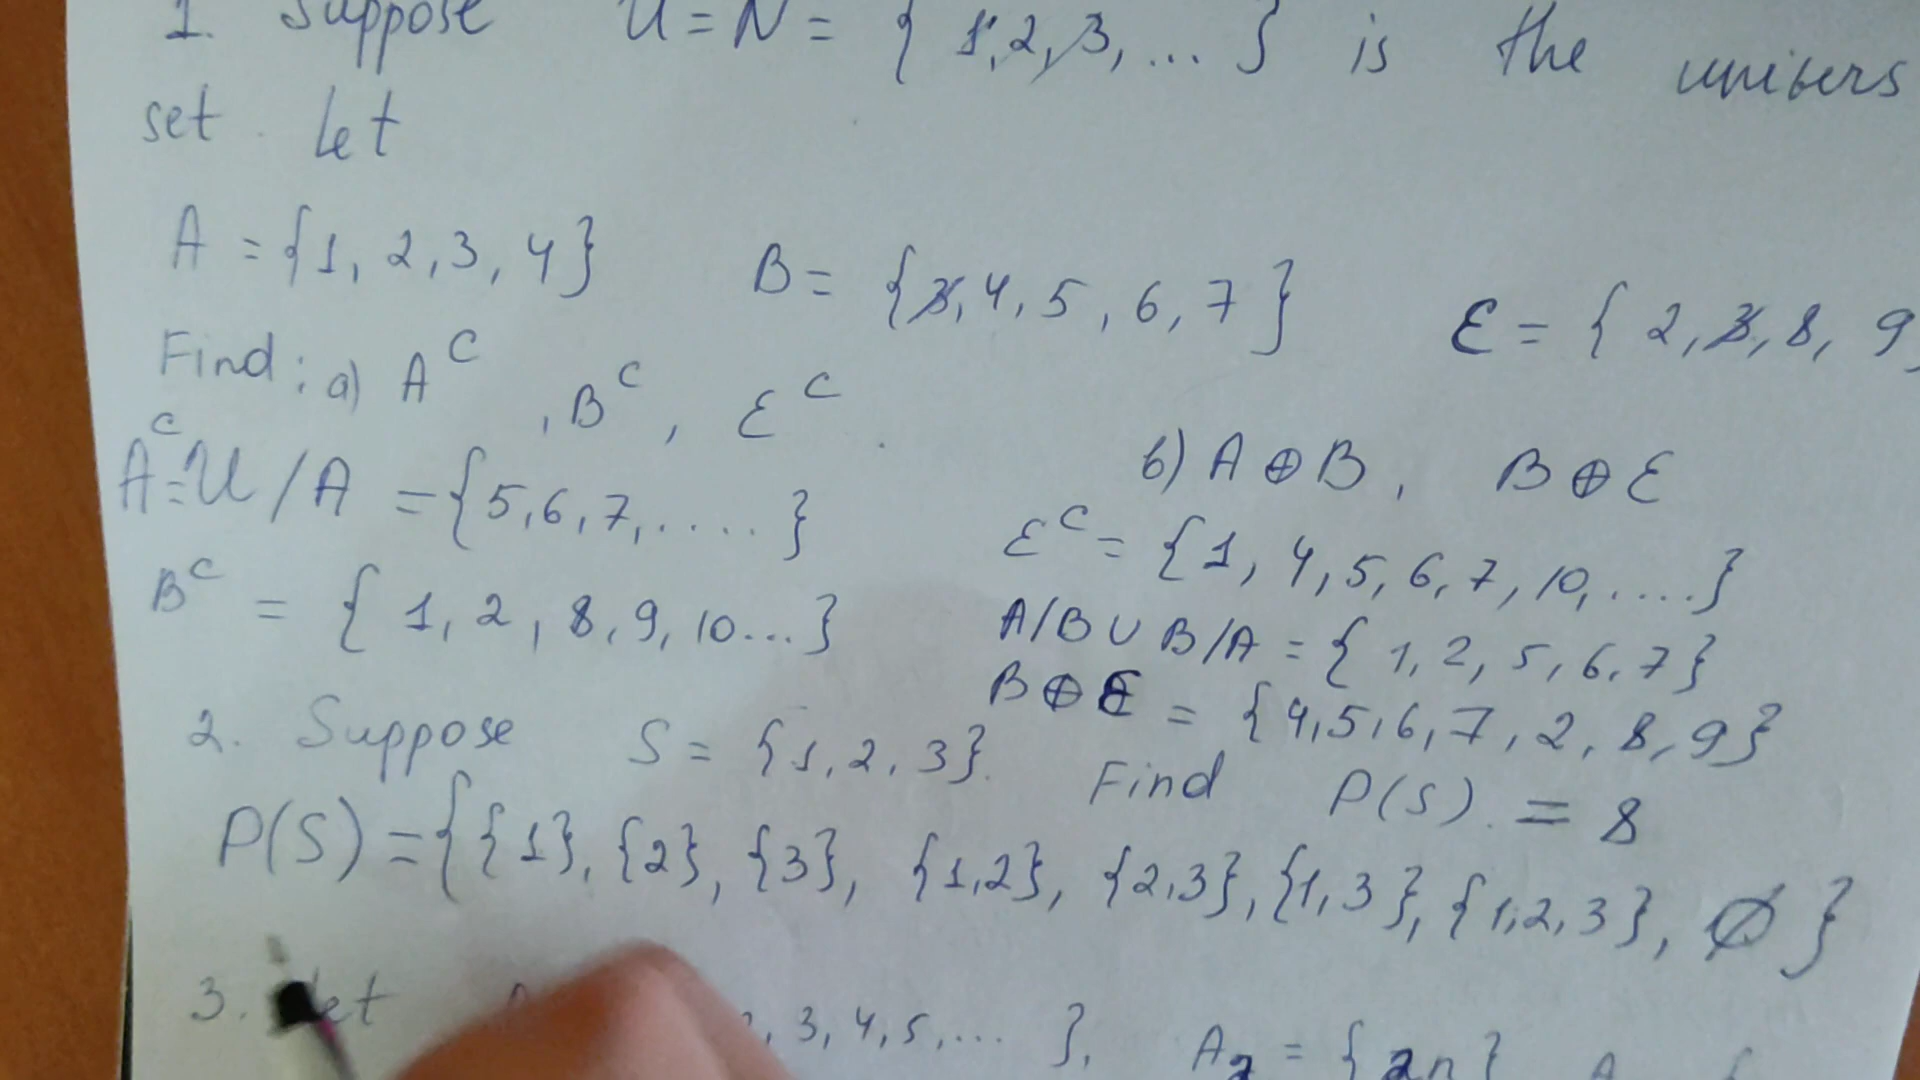 1. Suppose U = N = { 1, 2, 3, ... } is the univers
set. Let
A = {1, 2, 3, 4} B = {3, 4, 5, 6, 7} E = { 2, 3, 8, 9
Find: a) A^C, B^C, E^C. b) A ⊕ B, B ⊕ E
A^C = U / A = {5, 6, 7, ..... } E^C = {1, 4, 5, 6, 7, 10, .....}
B^C = { 1, 2, 8, 9, 10...} A/B ∪ B/A = { 1, 2, 5, 6, 7}
B ⊕ E = {4, 5, 6, 7, 2, 8, 9}
2. Suppose S = {1, 2, 3}. Find P(S). = 8
P(S) = {{1}, {2}, {3}, {1,2}, {2,3}, {1,3}, {1,2,3}, ∅ }
3. Let , 3, 4, 5, ... }, A2 = {2n}